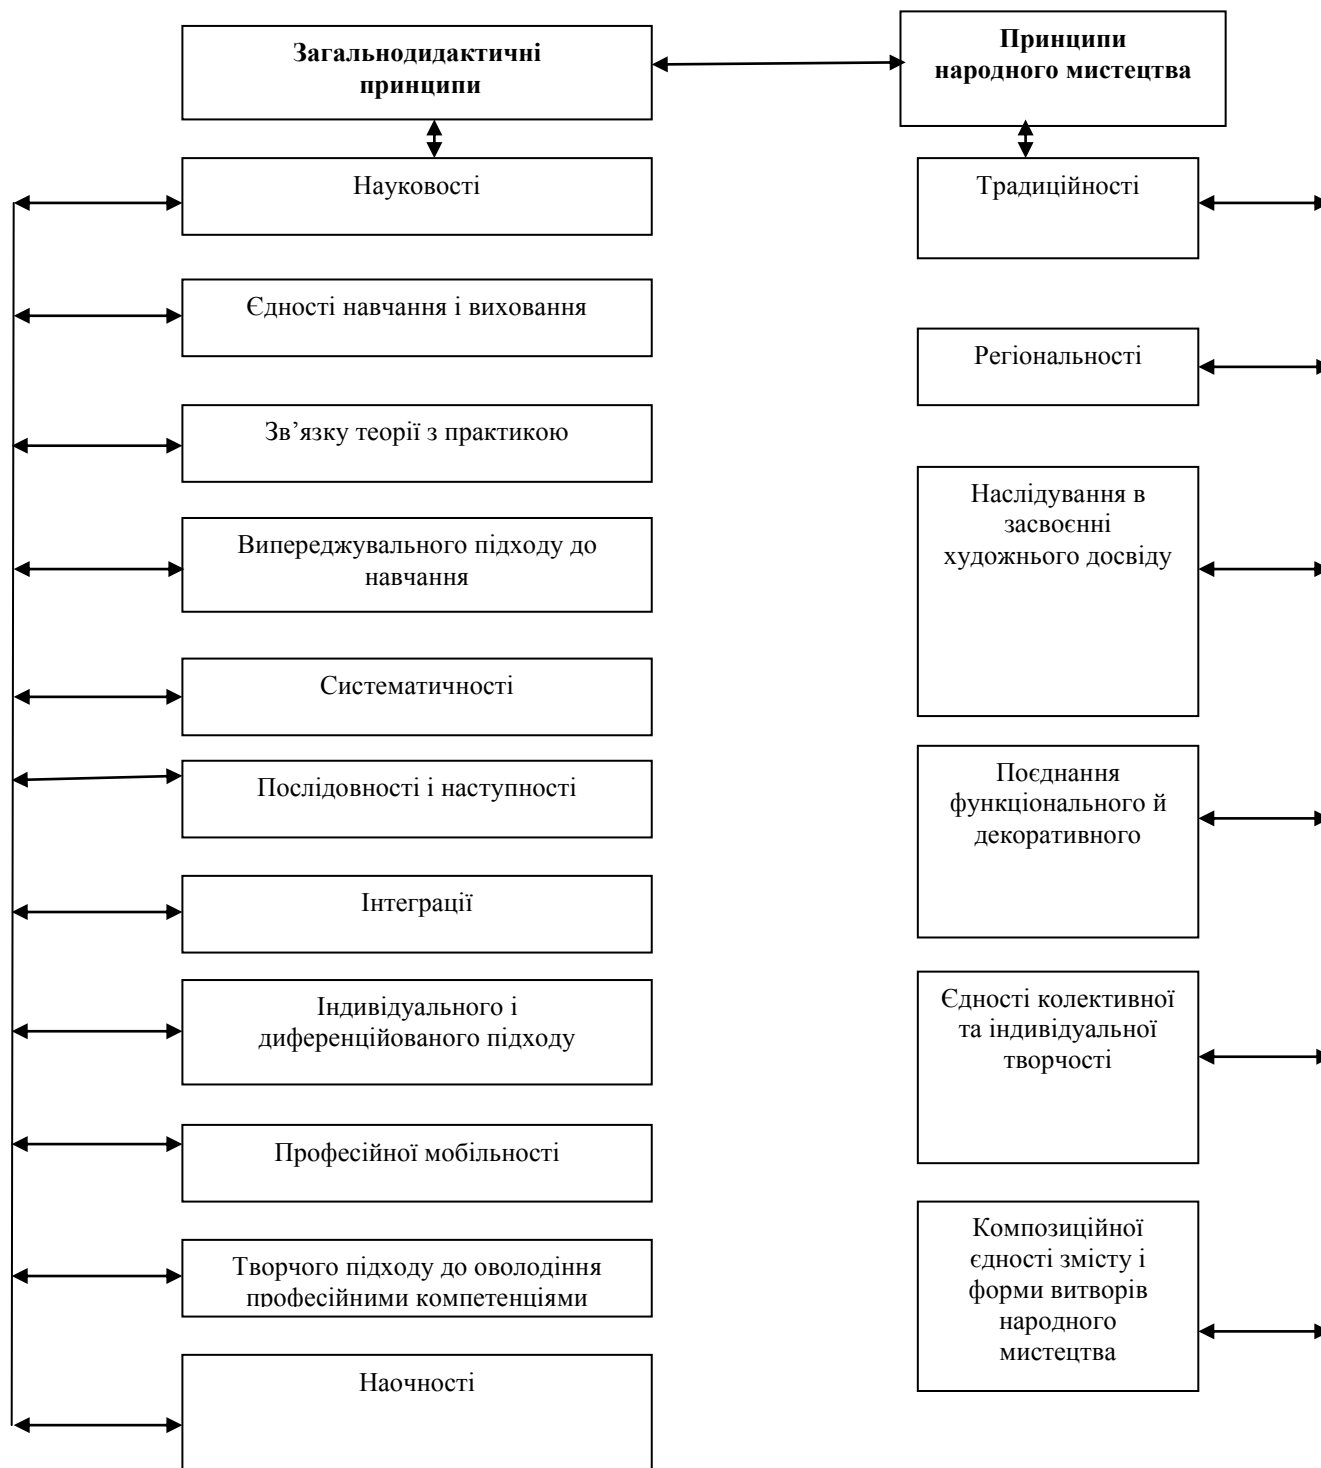 Загальнодидактичні
принципи
Принципи
народного мистецтва
Науковості
Єдності навчання і виховання
Зв’язку теорії з практикою
Випереджувального підходу до
навчання
Систематичності
Послідовності і наступності
Інтеграції
Індивідуального і
диференційованого підходу
Професійної мобільності
Творчого підходу до оволодіння
професійними компетенціями
Наочності
Традиційності
Регіональності
Наслідування в
засвоєнні
художнього досвіду
Поєднання
функціонального й
декоративного
Єдності колективної
та індивідуальної
творчості
Композиційної
єдності змісту і
форми витворів
народного
мистецтва